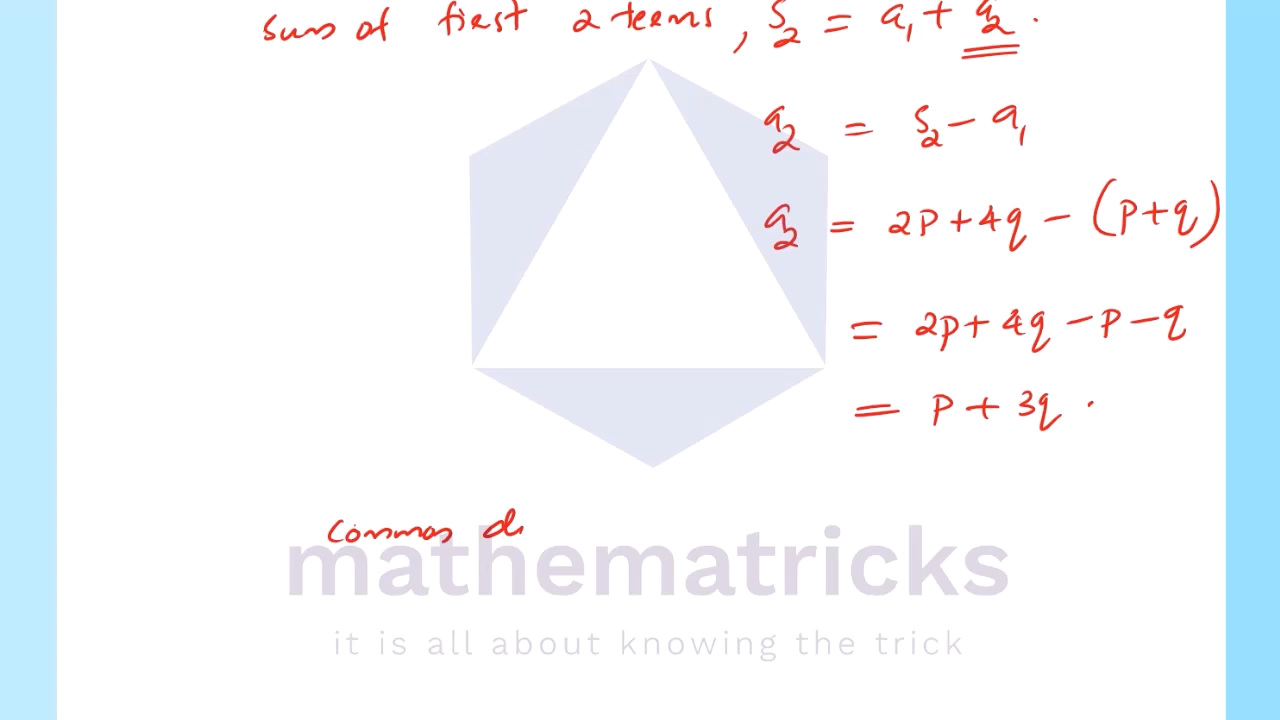 sum of first 2 terms, S₂ = a₁ + a₂.
a₂ = S₂ − a₁
a₂ = 2p + 4q − (p+q)
= 2p + 4q − p − q
= p + 3q .
common di
mathematricks
it is all about knowing the trick